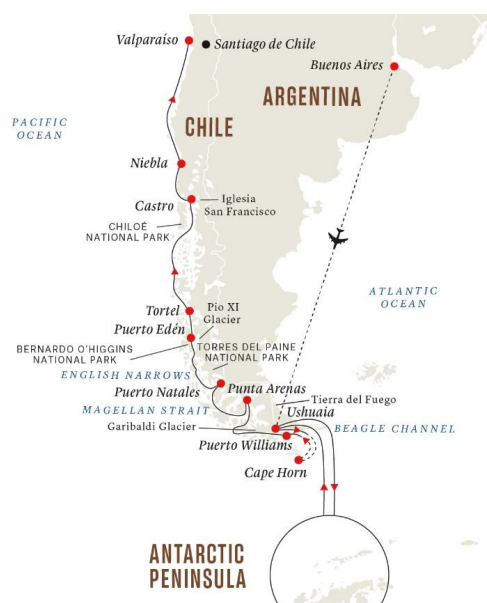 Valparaíso
Santiago de Chile
Buenos Aires
ARGENTINA
PACIFIC
OCEAN
CHILE
Niebla
Castro
Iglesia
San Francisco
CHILOÉ
NATIONAL PARK
ATLANTIC
OCEAN
Tortel
Pio XI
Glacier
Puerto Edén
BERNARDO O'HIGGINS
NATIONAL PARK
TORRES DEL PAINE
NATIONAL PARK
ENGLISH NARROWS
Puerto Natales
Punta Arenas
MAGELLAN STRAIT
Tierra del Fuego
Ushuaia
Garibaldi Glacier
BEAGLE CHANNEL
Puerto Williams
Cape Horn
ANTARCTIC
PENINSULA